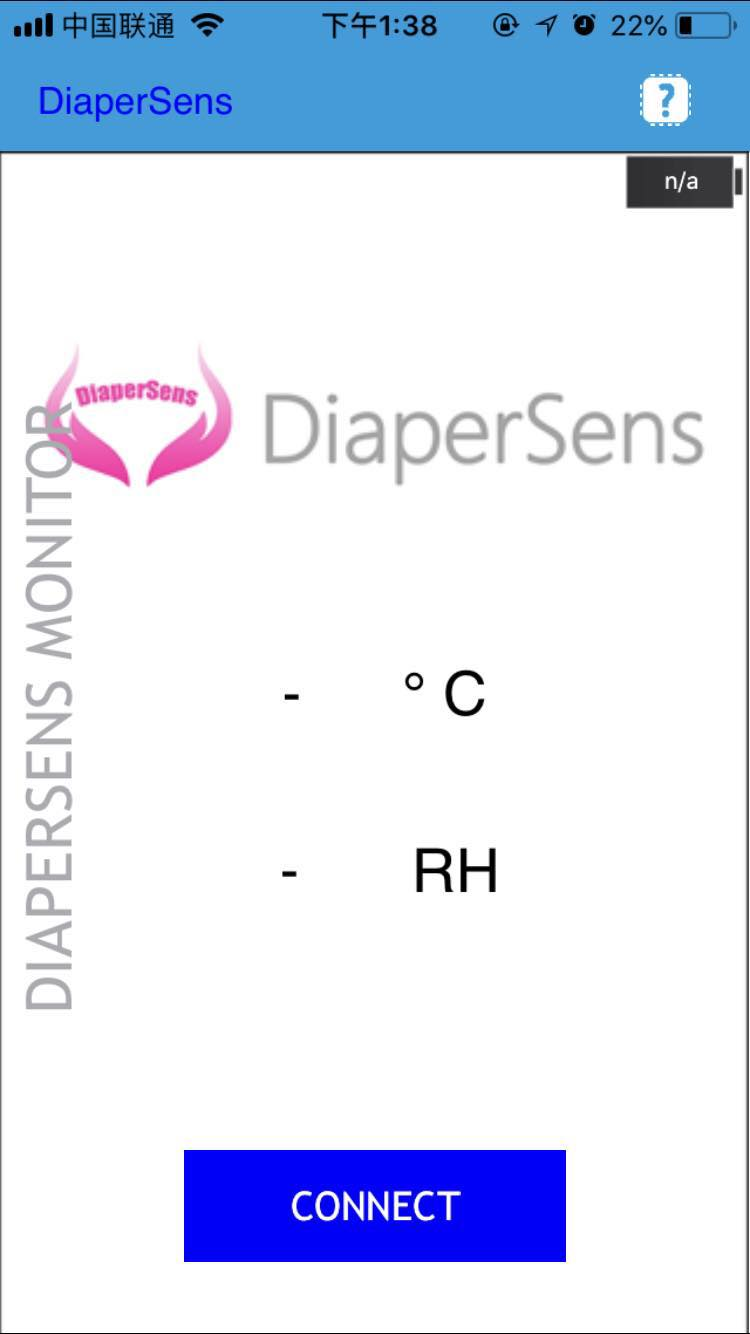 中国联通 下午1:38 22%
DiaperSens ?
n/a
DiaperSens
DiaperSens
DIAPERSENS MONITOR
- ° C
- RH
CONNECT